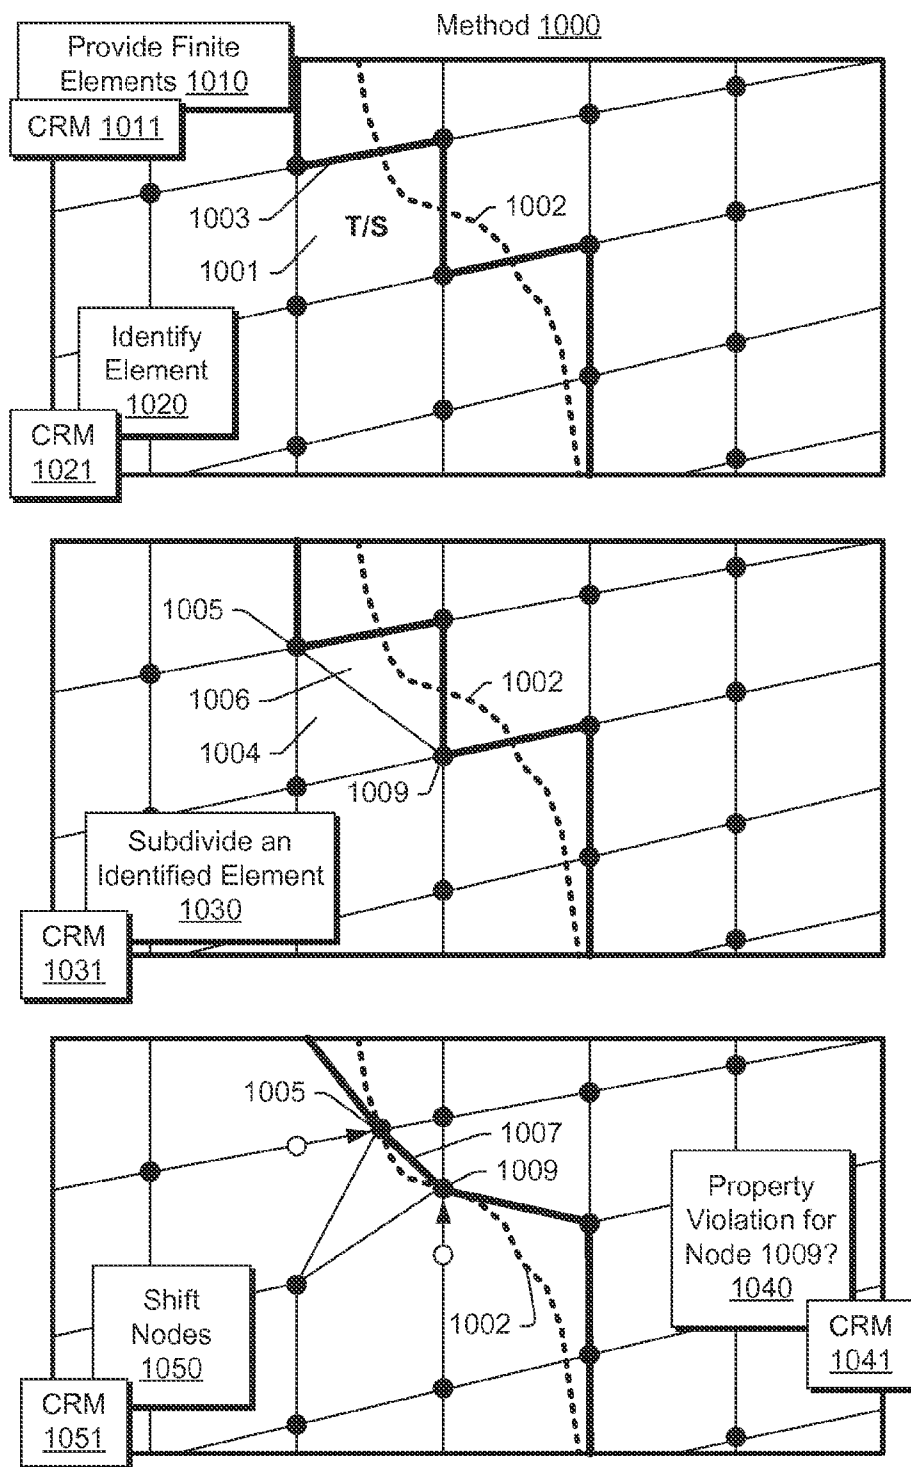 Method 1000
Provide Finite
Elements 1010
CRM 1011
1003
T/S
1002
1001
Identify
Element
1020
CRM
1021
1005
1006
1002
1004
1009
Subdivide an
Identified Element
1030
CRM
1031
1005
1007
1009
Property
Violation for
Node 1009?
1040
CRM
1041
1002
Shift
Nodes
1050
CRM
1051